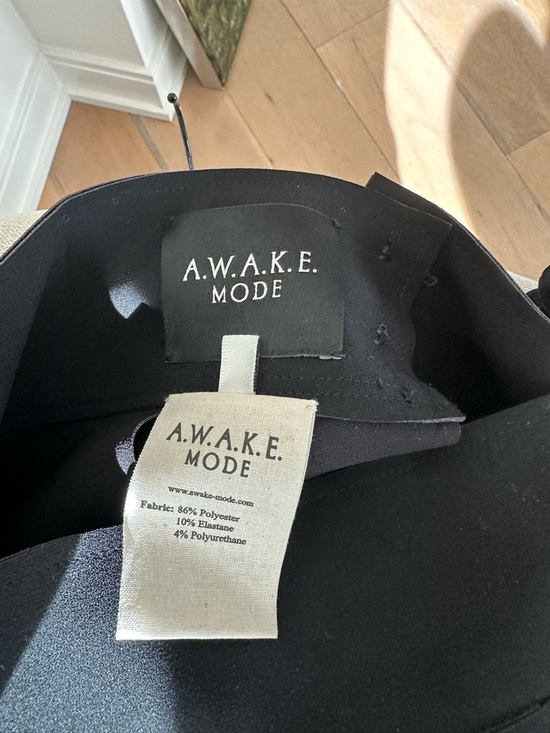 A.W.A.K.E.
MODE
A.W.A.K.E.
MODE
www.awake-mode.com
Fabric: 86% Polyester
10% Elastane
4% Polyurethane